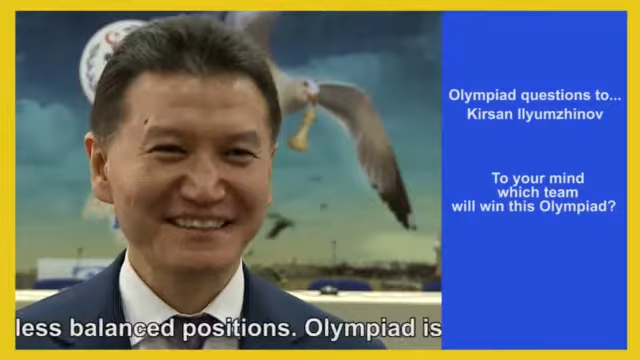 Olympiad questions to...
Kirsan Ilyumzhinov
To your mind
which team
will win this Olympiad?
less balanced positions. Olympiad is